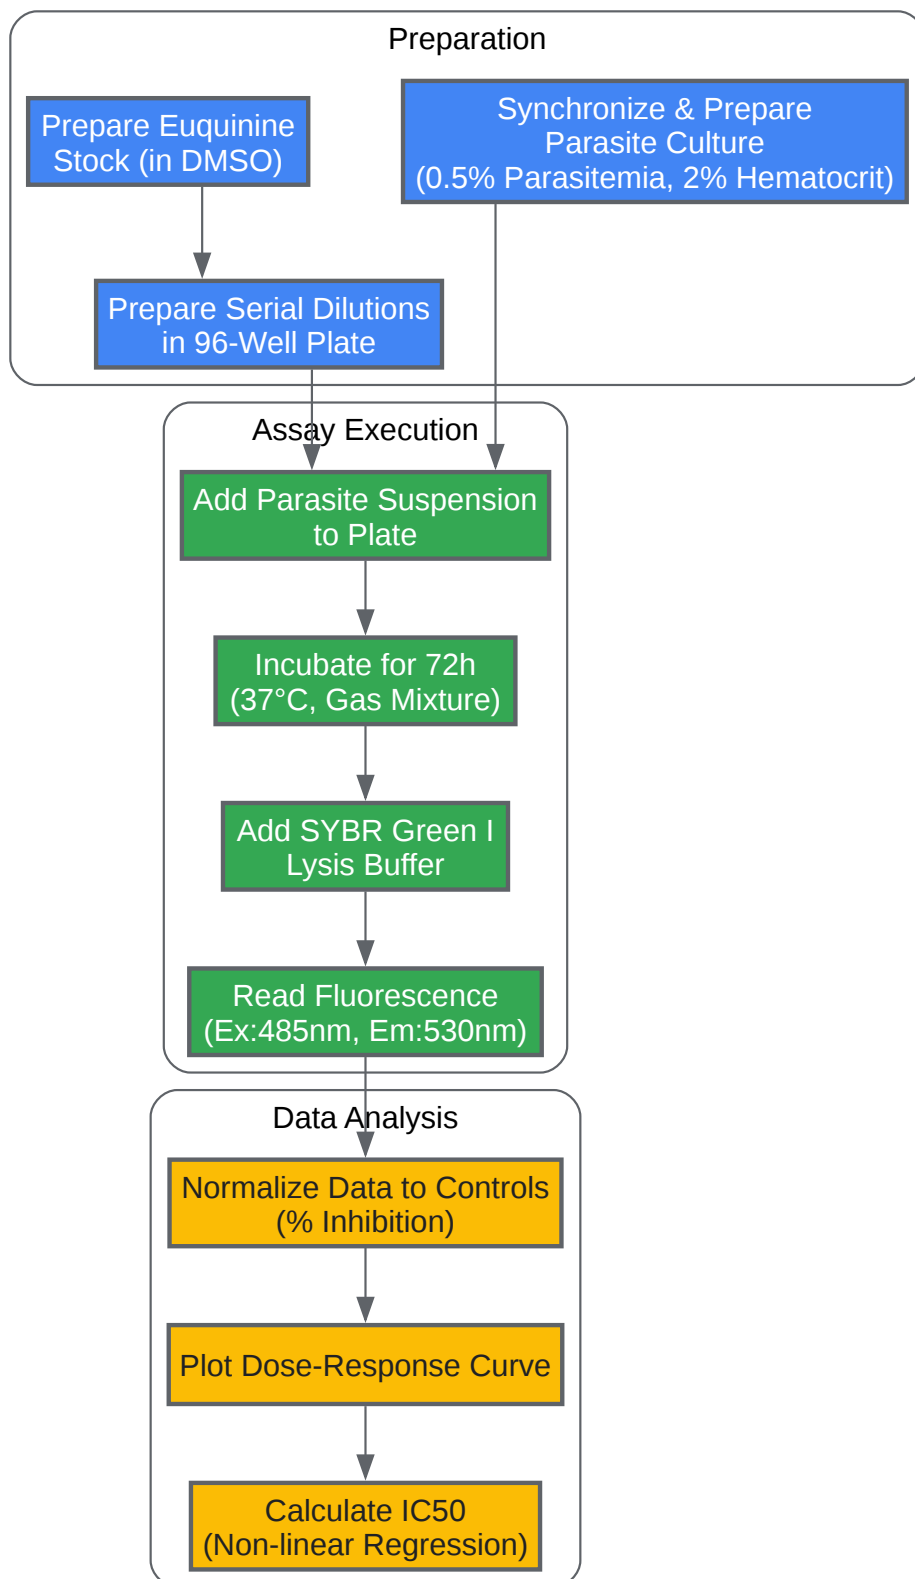 Preparation
Prepare Euquinine
Stock (in DMSO)
Synchronize & Prepare
Parasite Culture
(0.5% Parasitemia, 2% Hematocrit)
Prepare Serial Dilutions
in 96-Well Plate
Assay Execution
Add Parasite Suspension
to Plate
Incubate for 72h
(37°C, Gas Mixture)
Add SYBR Green I
Lysis Buffer
Read Fluorescence
(Ex:485nm, Em:530nm)
Data Analysis
Normalize Data to Controls
(% Inhibition)
Plot Dose-Response Curve
Calculate IC50
(Non-linear Regression)